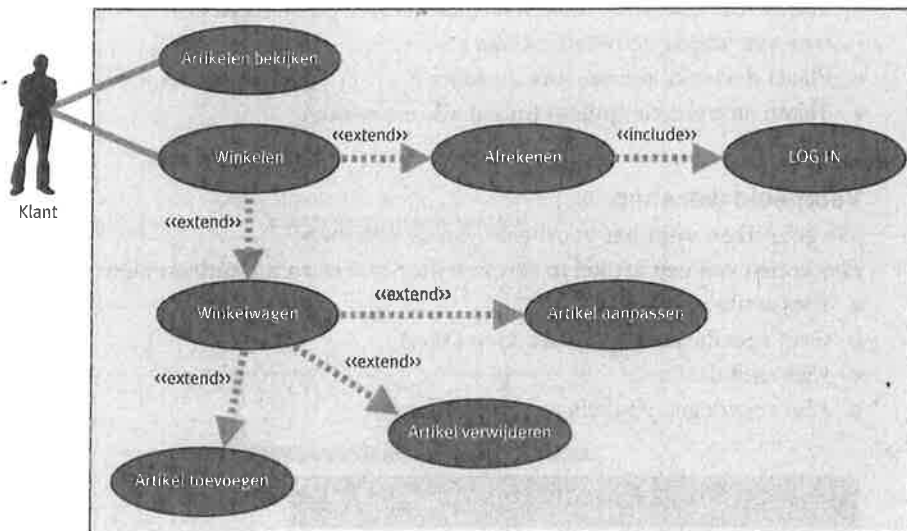 Artikelen bekijken
Klant
Winkelen
‹‹extend››
Afrekenen
‹‹include››
LOG IN
‹‹extend››
Winkelwagen
‹‹extend››
Artikel aanpassen
‹‹extend››
‹‹extend››
Artikel verwijderen
Artikel toevoegen